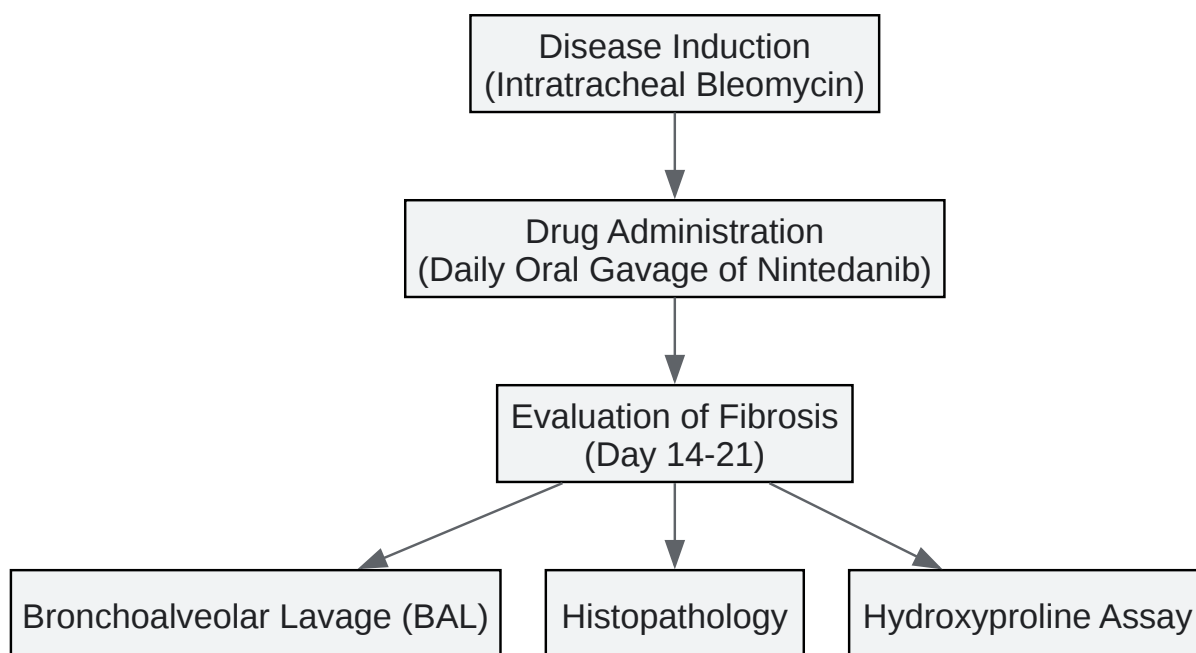 Disease Induction
(Intratracheal Bleomycin)
Drug Administration
(Daily Oral Gavage of Nintedanib)
Evaluation of Fibrosis
(Day 14-21)
Bronchoalveolar Lavage (BAL)
Histopathology
Hydroxyproline Assay